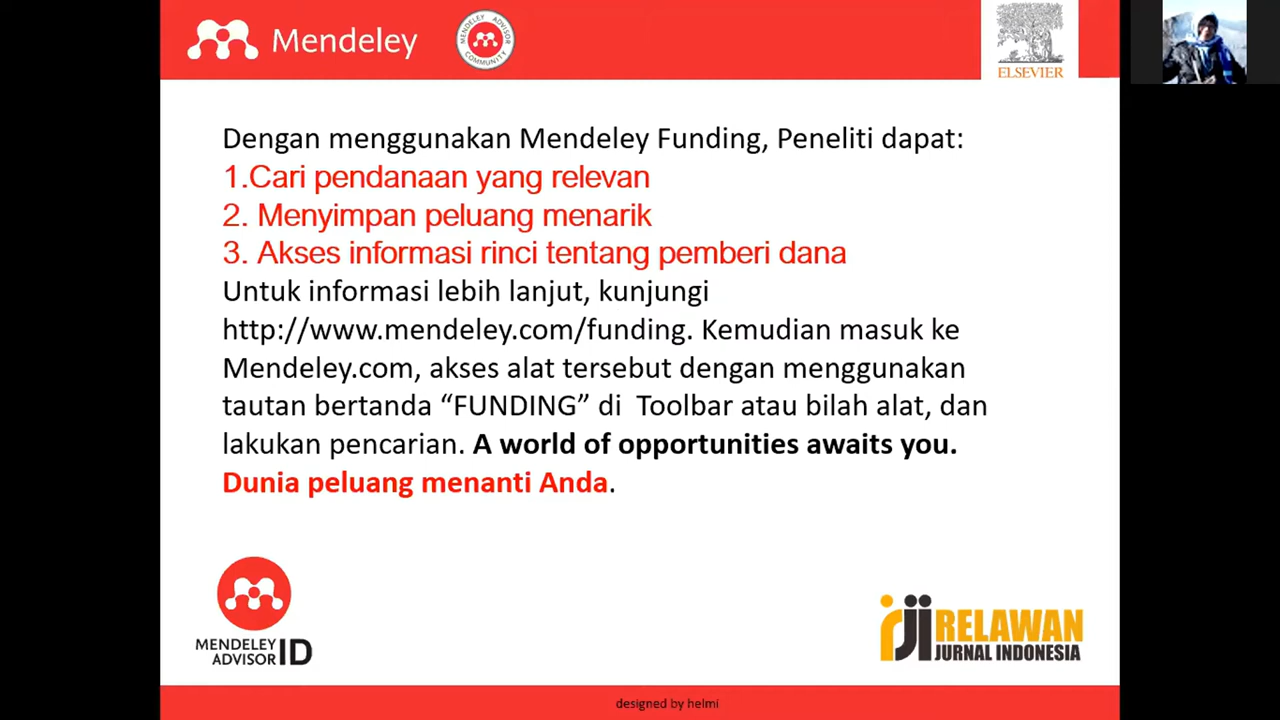 Mendeley
MENDELEY ADVISOR COMMUNITY
ELSEVIER
Dengan menggunakan Mendeley Funding, Peneliti dapat:
1.Cari pendanaan yang relevan
2. Menyimpan peluang menarik
3. Akses informasi rinci tentang pemberi dana
Untuk informasi lebih lanjut, kunjungi
http://www.mendeley.com/funding. Kemudian masuk ke
Mendeley.com, akses alat tersebut dengan menggunakan
tautan bertanda “FUNDING” di  Toolbar atau bilah alat, dan
lakukan pencarian. A world of opportunities awaits you.
Dunia peluang menanti Anda.
MENDELEY
ADVISOR ID
rji RELAWAN
JURNAL INDONESIA
designed by helmi